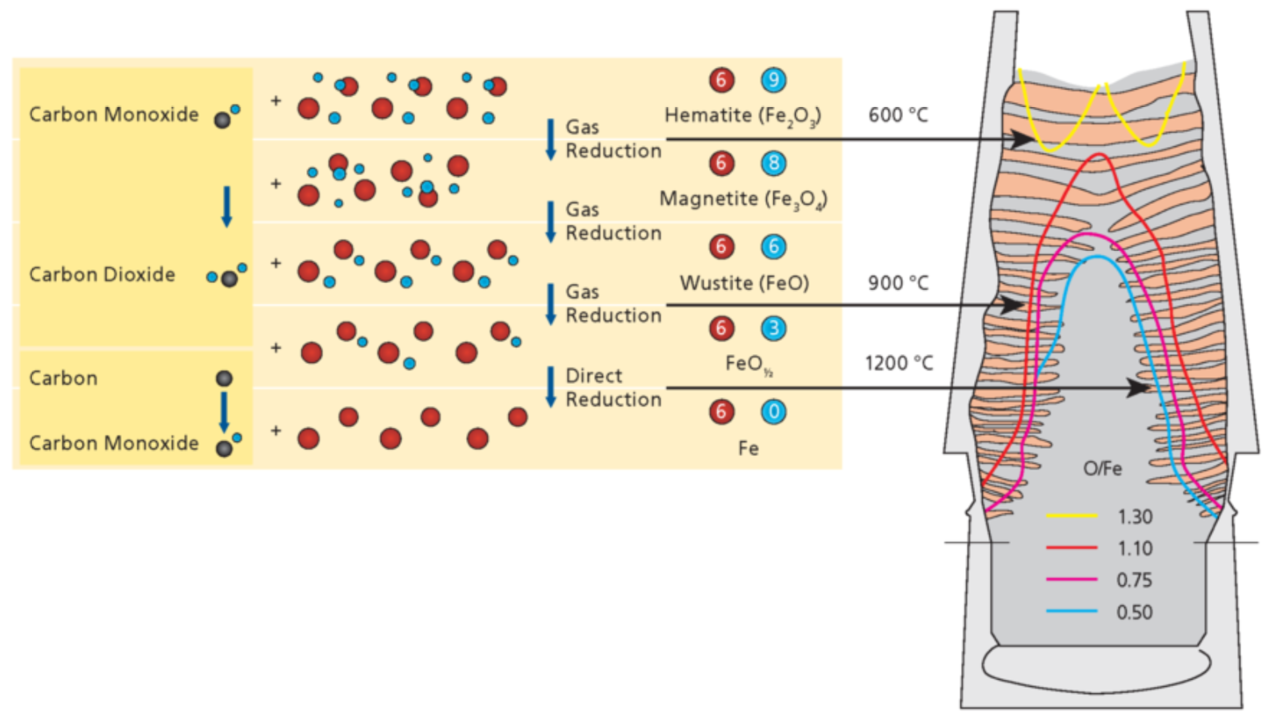 Carbon Monoxide
+
6 9
Hematite (Fe₂O₃)
Gas
Reduction
600 °C
+
6 8
Magnetite (Fe₃O₄)
Gas
Reduction
Carbon Dioxide
+
6 6
Wustite (FeO)
Gas
Reduction
900 °C
+
6 3
FeO½
Carbon
Direct
Reduction
1200 °C
Carbon Monoxide
+
6 0
Fe
O/Fe
1.30
1.10
0.75
0.50